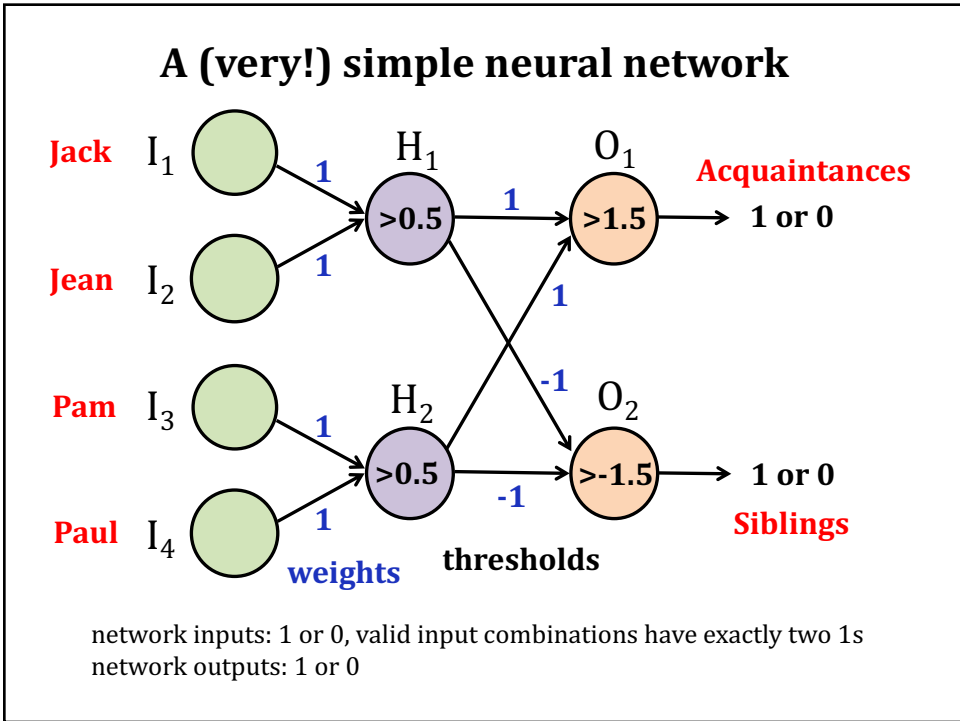 A (very!) simple neural network
Jack I₁
Jean I₂
Pam I₃
Paul I₄
1
1
1
1
weights
H₁
>0.5
H₂
>0.5
1
1
-1
-1
thresholds
O₁
>1.5
O₂
>-1.5
Acquaintances
1 or 0
1 or 0
Siblings
network inputs: 1 or 0, valid input combinations have exactly two 1s
network outputs: 1 or 0